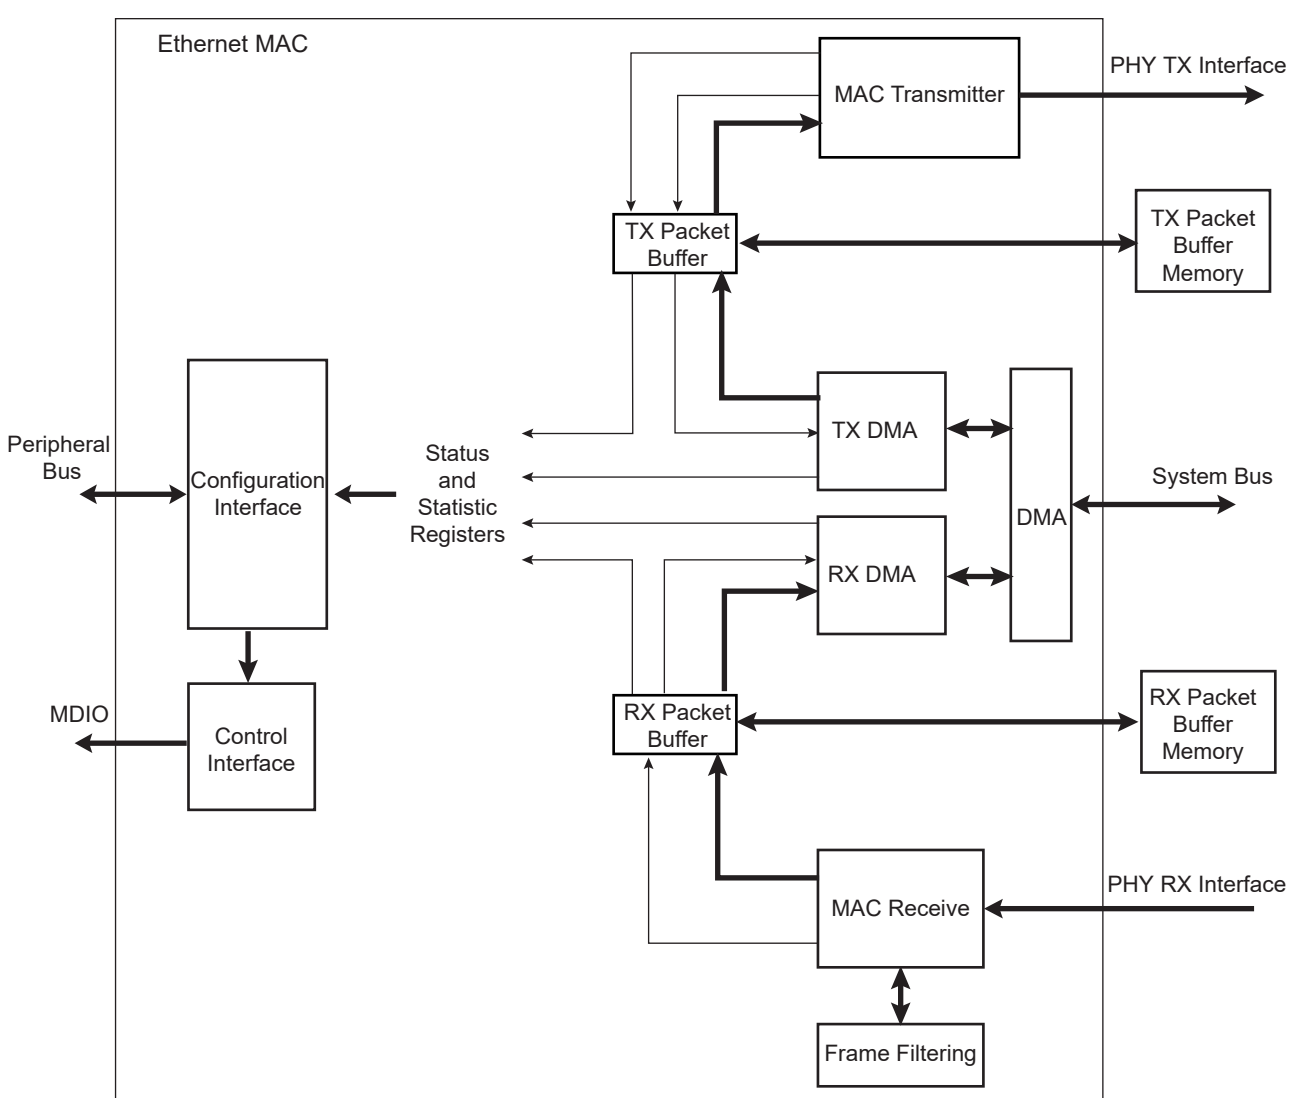 Ethernet MAC
PHY TX Interface
MAC Transmitter
TX Packet
Buffer
TX Packet
Buffer
Memory
TX DMA
Peripheral
Bus
Configuration
Interface
Status
and
Statistic
Registers
System Bus
DMA
RX DMA
RX Packet
Buffer
RX Packet
Buffer
Memory
MDIO
Control
Interface
PHY RX Interface
MAC Receive
Frame Filtering